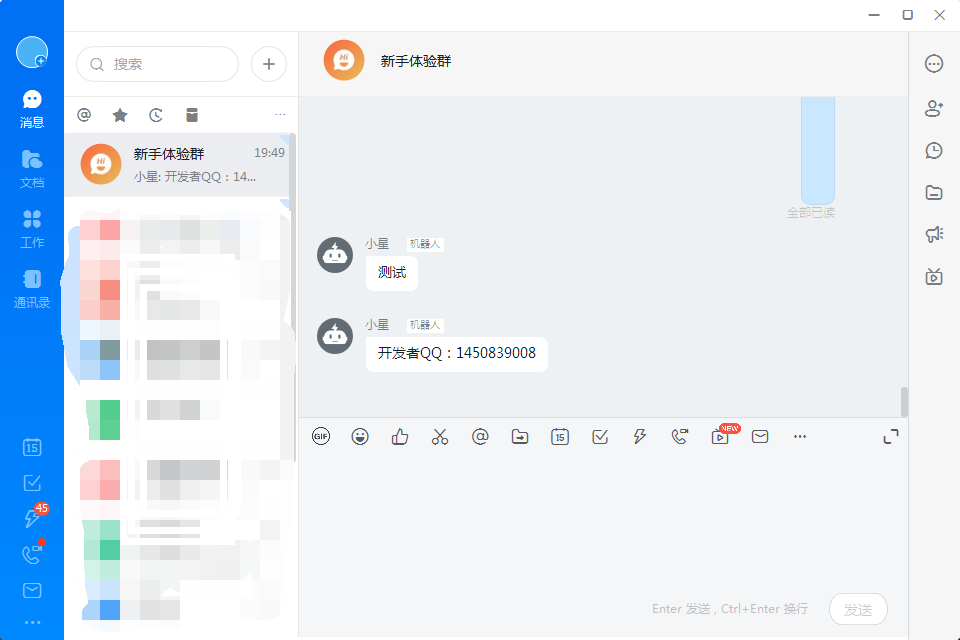 消息
文档
工作
通讯录
15
45
搜索
Hi
新手体验群
19:49
小星: 开发者QQ：14...
Hi
新手体验群
全部已读
小星 机器人
测试
小星 机器人
开发者QQ：1450839008
GIF
15
NEW
Enter 发送 , Ctrl+Enter 换行
发送